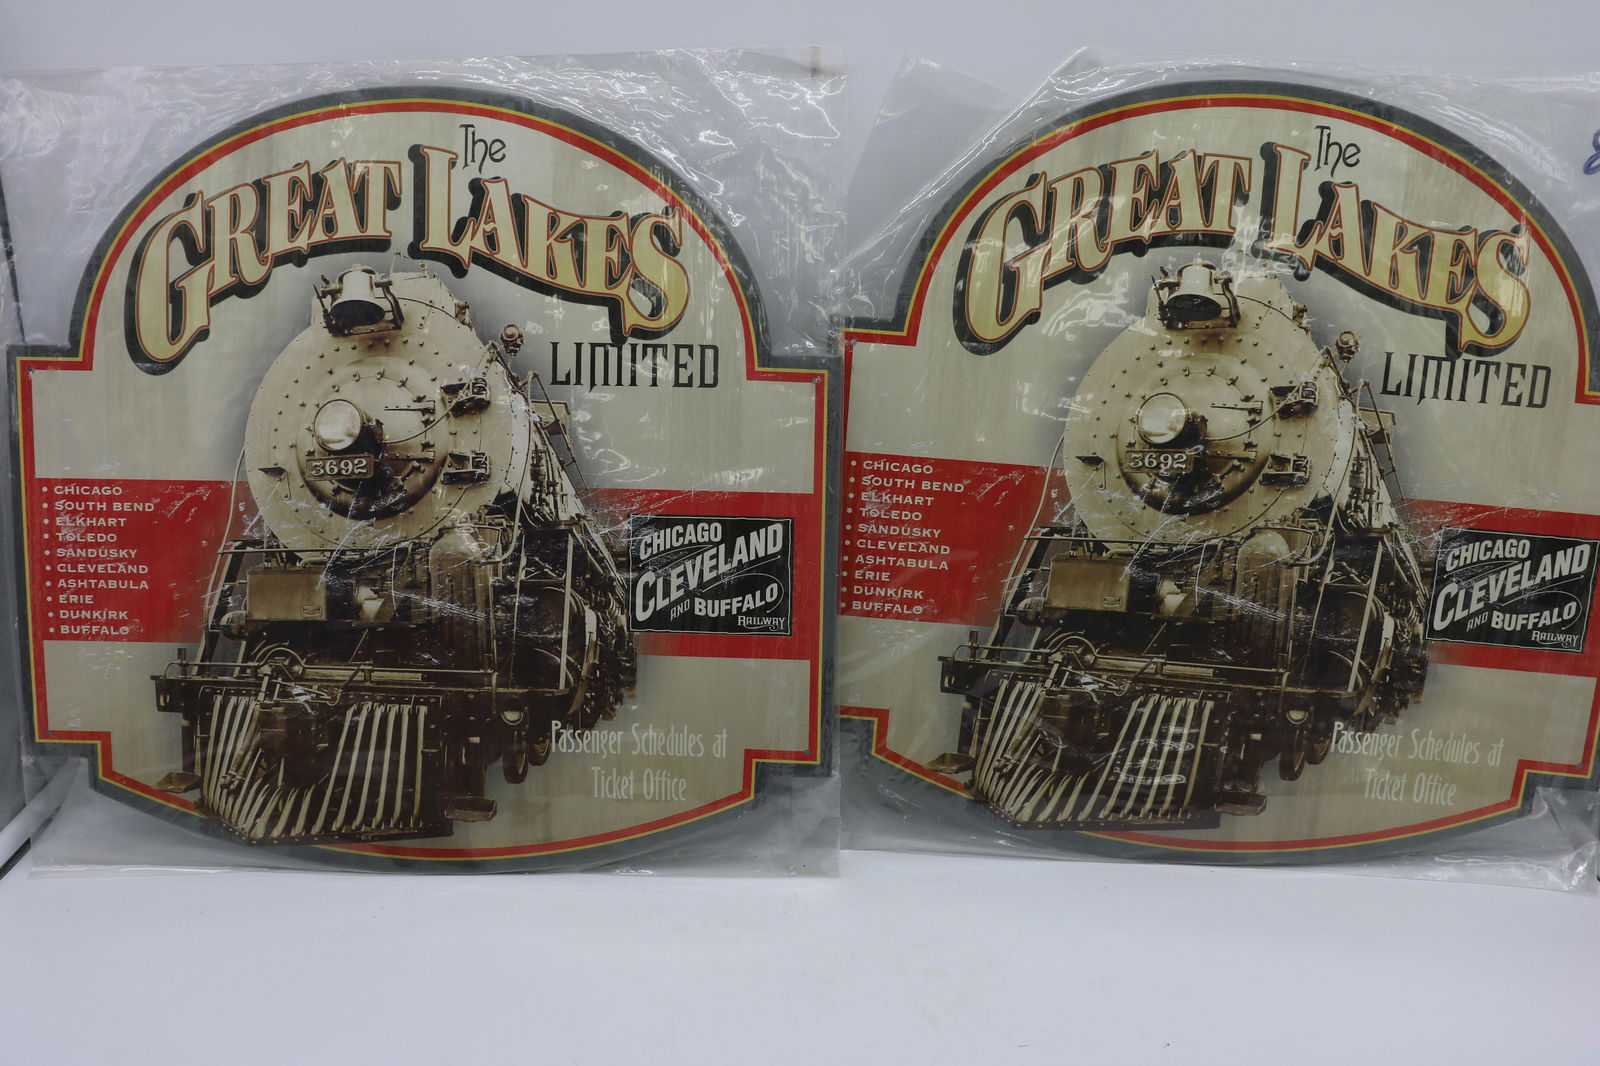 The
GREAT LAKES
LIMITED
3692
• CHICAGO
• SOUTH BEND
• ELKHART
• TOLEDO
• SANDUSKY
• CLEVELAND
• ASHTABULA
• ERIE
• DUNKIRK
• BUFFALO
CHICAGO
CLEVELAND
AND BUFFALO
RAILWAY
Passenger Schedules at
Ticket Office
The
GREAT LAKES
LIMITED
3692
• CHICAGO
• SOUTH BEND
• ELKHART
• TOLEDO
• SANDUSKY
• CLEVELAND
• ASHTABULA
• ERIE
• DUNKIRK
• BUFFALO
CHICAGO
CLEVELAND
AND BUFFALO
RAILWAY
Passenger Schedules at
Ticket Office